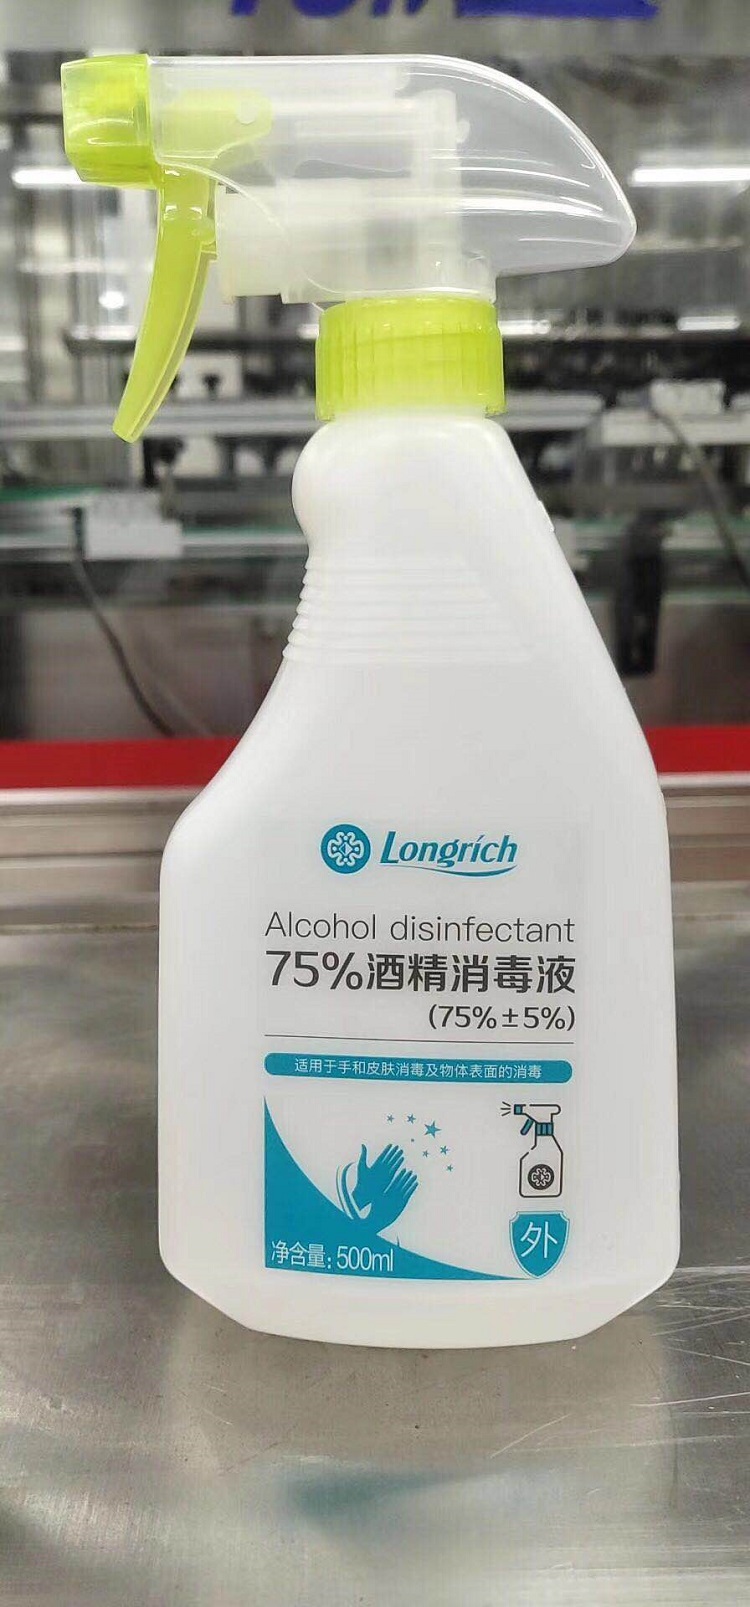 Longrich
Alcohol disinfectant
75%酒精消毒液
(75%±5%)
适用于手和皮肤消毒及物体表面的消毒
外
净含量:500ml